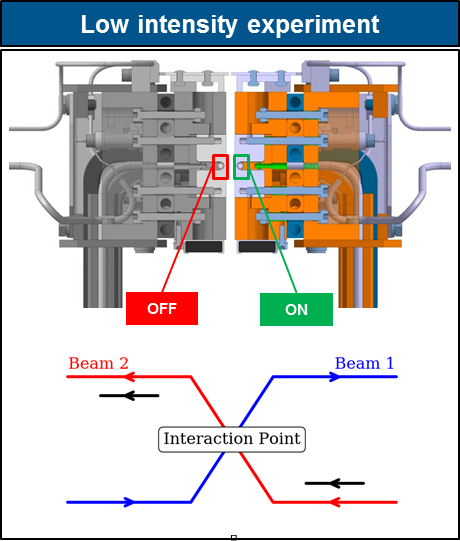 Low intensity experiment
OFF
ON
Beam 2
Beam 1
Interaction Point